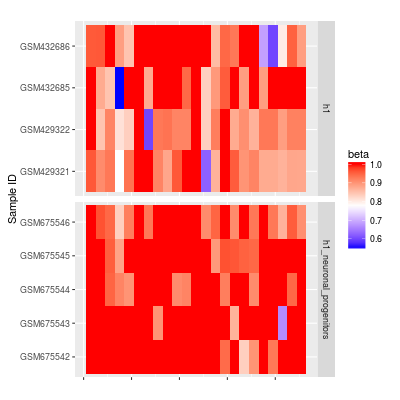 GSM432686
GSM432685
GSM429322
GSM429321
h1
GSM675546
GSM675545
GSM675544
GSM675543
GSM675542
h1_neuronal_progenitors
Sample ID
beta
1.0
0.9
0.8
0.7
0.6